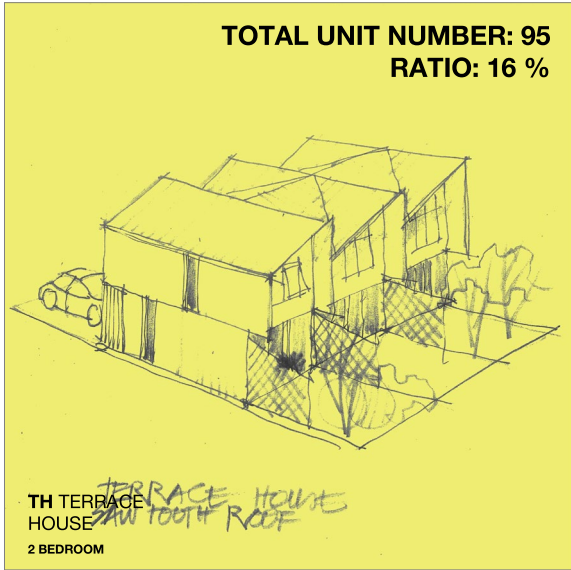 TOTAL UNIT NUMBER: 95
RATIO: 16 %
TERRACE HOUSE
SAW TOOTH ROOF
TH TERRACE
HOUSE
2 BEDROOM